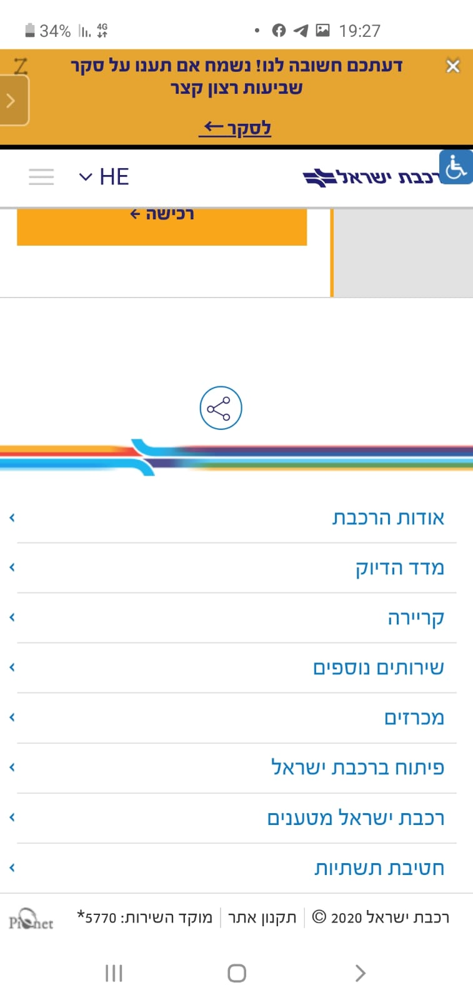 34% 4G 19:27
דעתכם חשובה לנו! נשמח אם תענו על סקר
שביעות רצון קצר
לסקר ←
Z
רכבת ישראל HE
רכישה ←
אודות הרכבת
מדד הדיוק
קריירה
שירותים נוספים
מכרזים
פיתוח ברכבת ישראל
רכבת ישראל מטענים
חטיבת תשתיות
רכבת ישראל 2020 © | תקנון אתר | מוקד השירות: 5770* Pionet